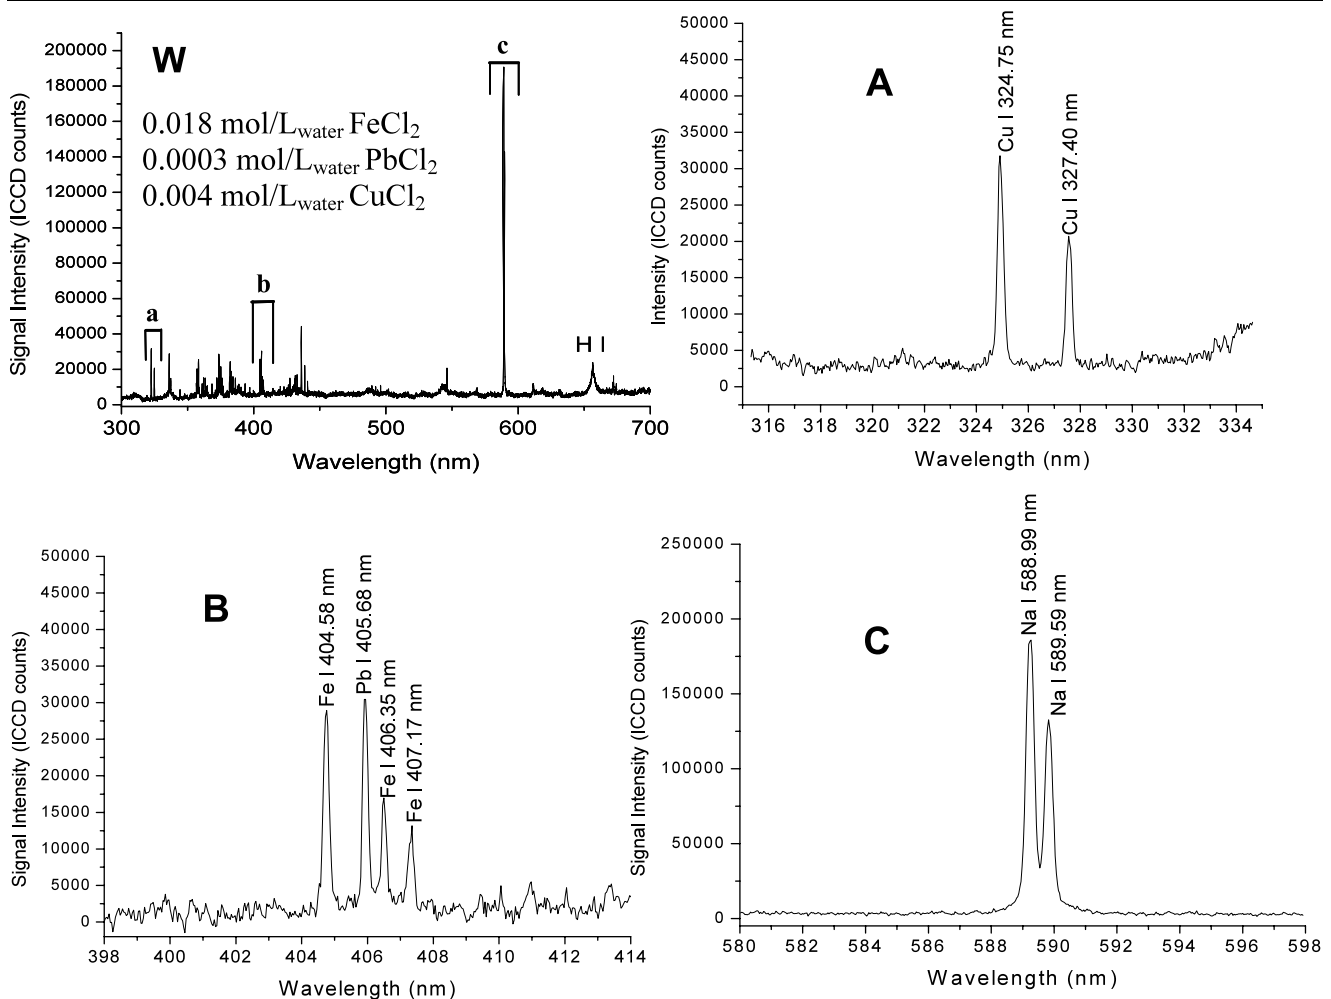 W
0.018 mol/Lwater FeCl2
0.0003 mol/Lwater PbCl2
0.004 mol/Lwater CuCl2
a
b
c
H I
Signal Intensity (ICCD counts)
200000
180000
160000
140000
120000
100000
80000
60000
40000
20000
0
300
400
500
600
700
Wavelength (nm)
A
Cu I 324.75 nm
Cu I 327.40 nm
Intensity (ICCD counts)
50000
45000
40000
35000
30000
25000
20000
15000
10000
5000
0
316
318
320
322
324
326
328
330
332
334
Wavelength (nm)
B
Fe I 404.58 nm
Pb I 405.68 nm
Fe I 406.35 nm
Fe I 407.17 nm
Signal Intensity (ICCD counts)
50000
45000
40000
35000
30000
25000
20000
15000
10000
5000
0
398
400
402
404
406
408
410
412
414
Wavelength (nm)
C
Na I 588.99 nm
Na I 589.59 nm
Signal Intensity (ICCD counts)
250000
200000
150000
100000
50000
0
580
582
584
586
588
590
592
594
596
598
Wavelength (nm)